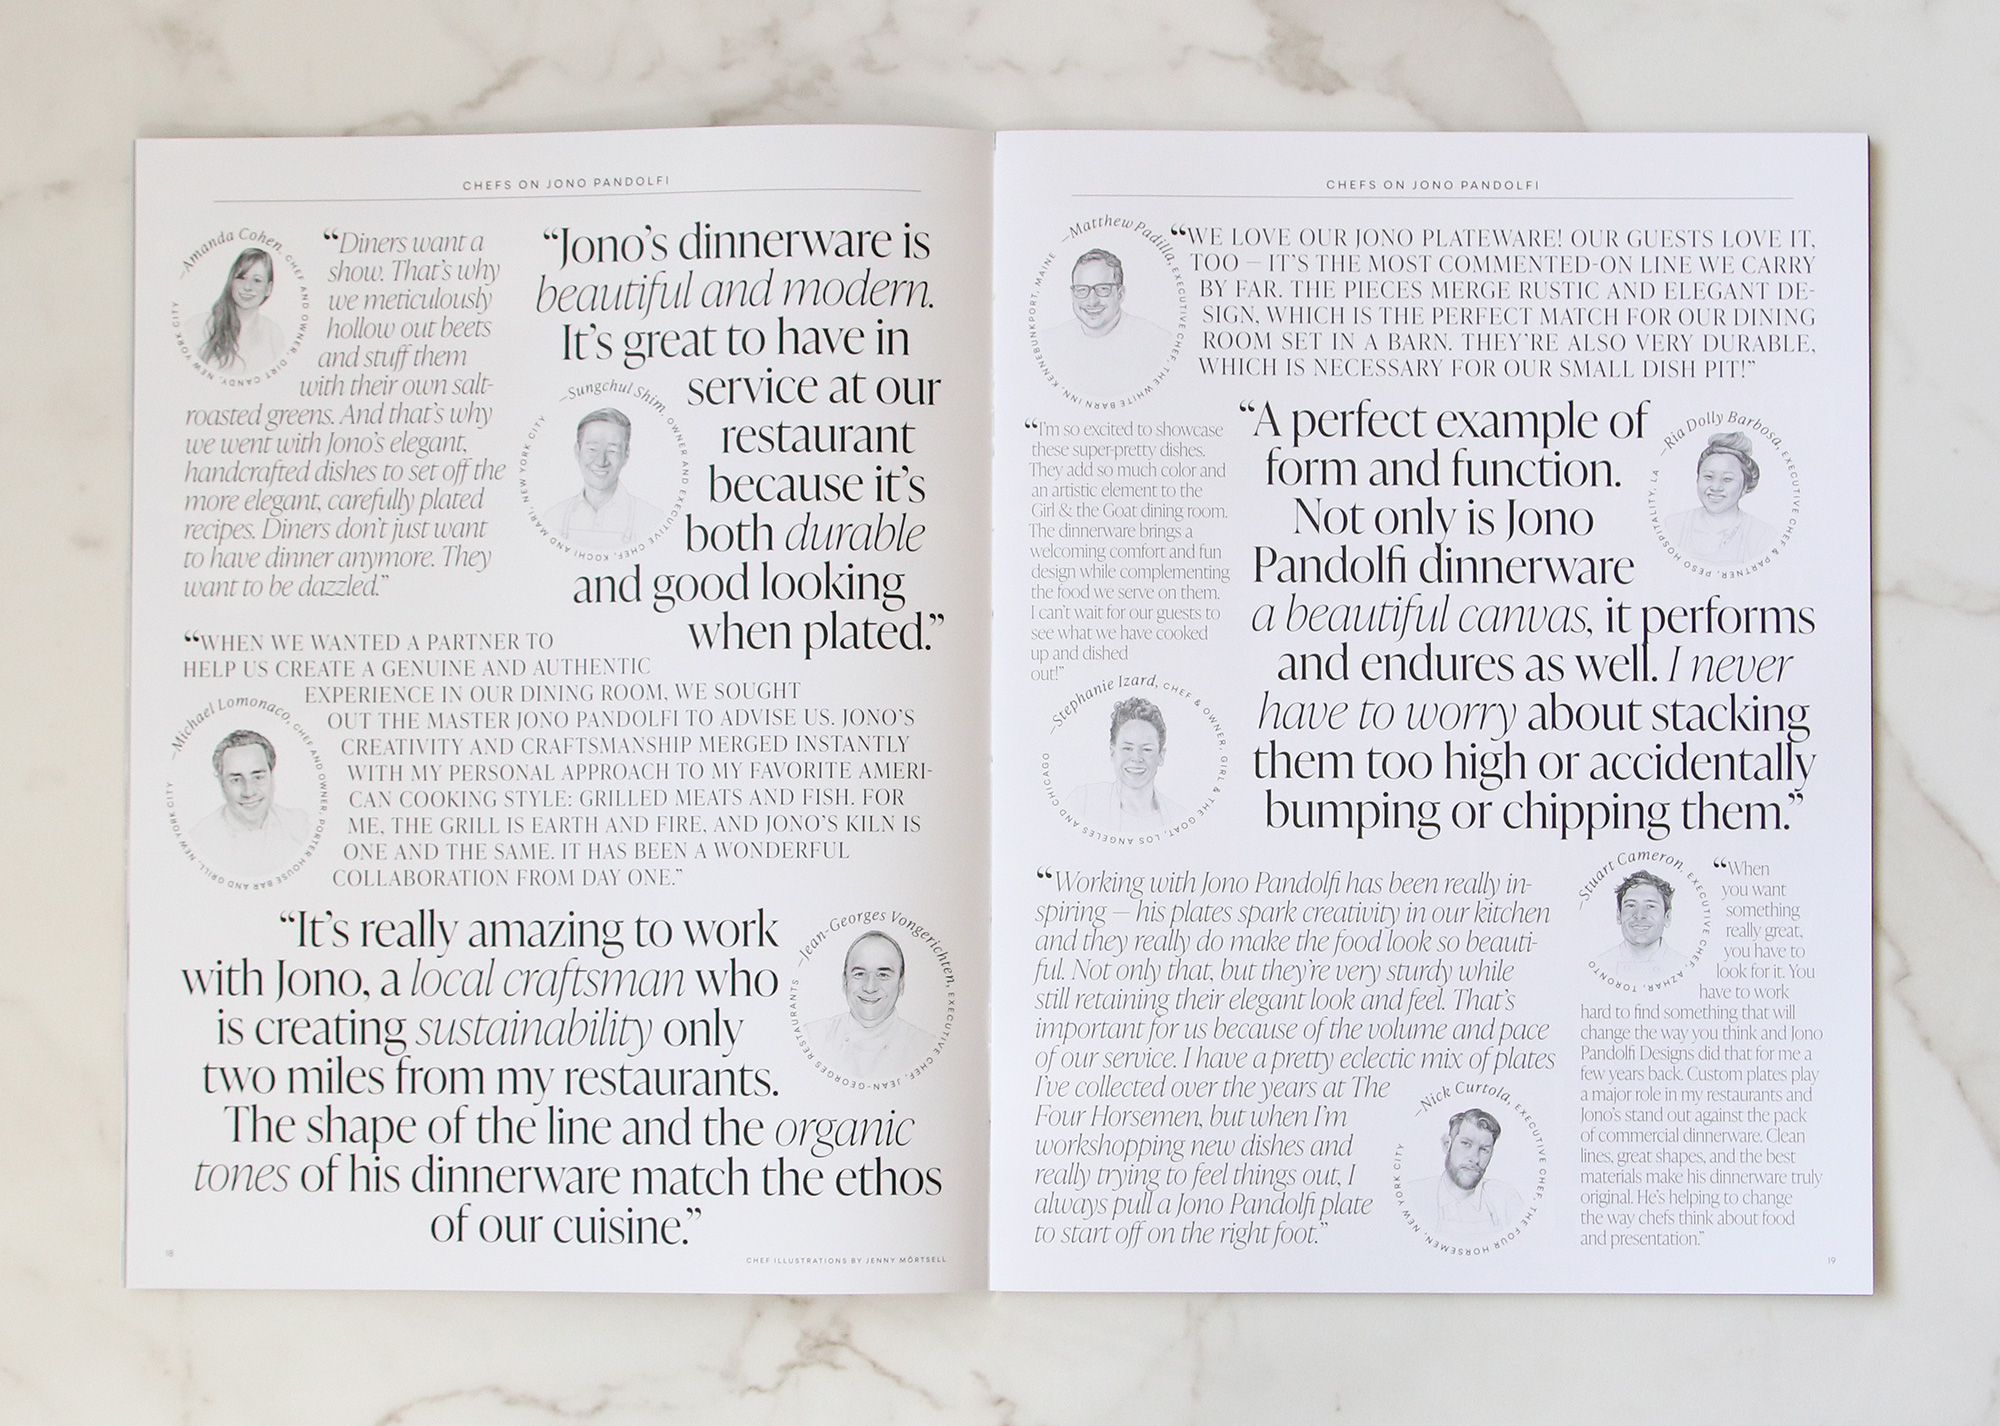 CHEFS ON JONO PANDOLFI
—Amanda Cohen, CHEF AND OWNER, DIRT CANDY, NEW YORK CITY
“Diners want a
show. That’s why
we meticulously
hollow out beets
and stuff them
with their own salt-
roasted greens. And that’s why
we went with Jono’s elegant,
handcrafted dishes to set off the
more elegant, carefully plated
recipes. Diners don’t just want
to have dinner anymore. They
want to be dazzled.”
“Jono’s dinnerware is
beautiful and modern.
It’s great to have in
service at our
restaurant
because it’s
both durable
and good looking
when plated.”
—Sungchul Shim, OWNER AND EXECUTIVE CHEF, KOCHI AND MARI, NEW YORK CITY
“WHEN WE WANTED A PARTNER TO
HELP US CREATE A GENUINE AND AUTHENTIC
EXPERIENCE IN OUR DINING ROOM, WE SOUGHT
OUT THE MASTER JONO PANDOLFI TO ADVISE US. JONO’S
CREATIVITY AND CRAFTSMANSHIP MERGED INSTANTLY
WITH MY PERSONAL APPROACH TO MY FAVORITE AMERI-
CAN COOKING STYLE: GRILLED MEATS AND FISH. FOR
ME, THE GRILL IS EARTH AND FIRE, AND JONO’S KILN IS
ONE AND THE SAME. IT HAS BEEN A WONDERFUL
COLLABORATION FROM DAY ONE.”
—Michael Lomonaco, CHEF AND OWNER, PORTER HOUSE BAR AND GRILL, NEW YORK CITY
“It’s really amazing to work
with Jono, a local craftsman who
is creating sustainability only
two miles from my restaurants.
The shape of the line and the organic
tones of his dinnerware match the ethos
of our cuisine.”
—Jean-Georges Vongerichten, EXECUTIVE CHEF, JEAN-GEORGES RESTAURANTS
18
CHEF ILLUSTRATIONS BY JENNY MÖRTSELL
CHEFS ON JONO PANDOLFI
—Matthew Padilla, EXECUTIVE CHEF, THE WHITE BARN INN, KENNEBUNKPORT, MAINE
“WE LOVE OUR JONO PLATEWARE! OUR GUESTS LOVE IT,
TOO — IT’S THE MOST COMMENTED-ON LINE WE CARRY
BY FAR. THE PIECES MERGE RUSTIC AND ELEGANT DE-
SIGN, WHICH IS THE PERFECT MATCH FOR OUR DINING
ROOM SET IN A BARN. THEY’RE ALSO VERY DURABLE,
WHICH IS NECESSARY FOR OUR SMALL DISH PIT!”
“I’m so excited to showcase
these super-pretty dishes.
They add so much color and
an artistic element to the
Girl & the Goat dining room.
The dinnerware brings a
welcoming comfort and fun
design while complementing
the food we serve on them.
I can’t wait for our guests to
see what we have cooked
up and dished
out!”
—Stephanie Izard, CHEF & OWNER, GIRL & THE GOAT, LOS ANGELES AND CHICAGO
“A perfect example of
form and function.
Not only is Jono
Pandolfi dinnerware
a beautiful canvas, it performs
and endures as well. I never
have to worry about stacking
them too high or accidentally
bumping or chipping them.”
—Ria Dolly Barbosa, EXECUTIVE CHEF & PARTNER, PESO HOSPITALITY, LA
“Working with Jono Pandolfi has been really in-
spiring — his plates spark creativity in our kitchen
and they really do make the food look so beauti-
ful. Not only that, but they’re very sturdy while
still retaining their elegant look and feel. That’s
important for us because of the volume and pace
of our service. I have a pretty eclectic mix of plates
I’ve collected over the years at The
Four Horsemen, but when I’m
workshopping new dishes and
really trying to feel things out, I
always pull a Jono Pandolfi plate
to start off on the right foot.”
—Nick Curtola, EXECUTIVE CHEF, THE FOUR HORSEMEN, NEW YORK CITY
—Stuart Cameron, EXECUTIVE CHEF, AZHAR, TORONTO
“When
you want
something
really great,
you have to
look for it. You
have to work
hard to find something that will
change the way you think and Jono
Pandolfi Designs did that for me a
few years back. Custom plates play
a major role in my restaurants and
Jono’s stand out against the pack
of commercial dinnerware. Clean
lines, great shapes, and the best
materials make his dinnerware truly
original. He’s helping to change
the way chefs think about food
and presentation.”
19